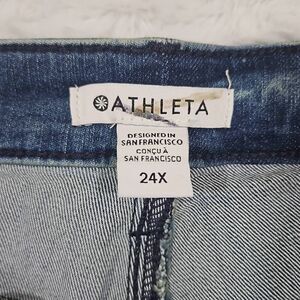 ATHLETA
DESIGNED IN
SAN FRANCISCO
CONÇU À
SAN FRANCISCO
24X